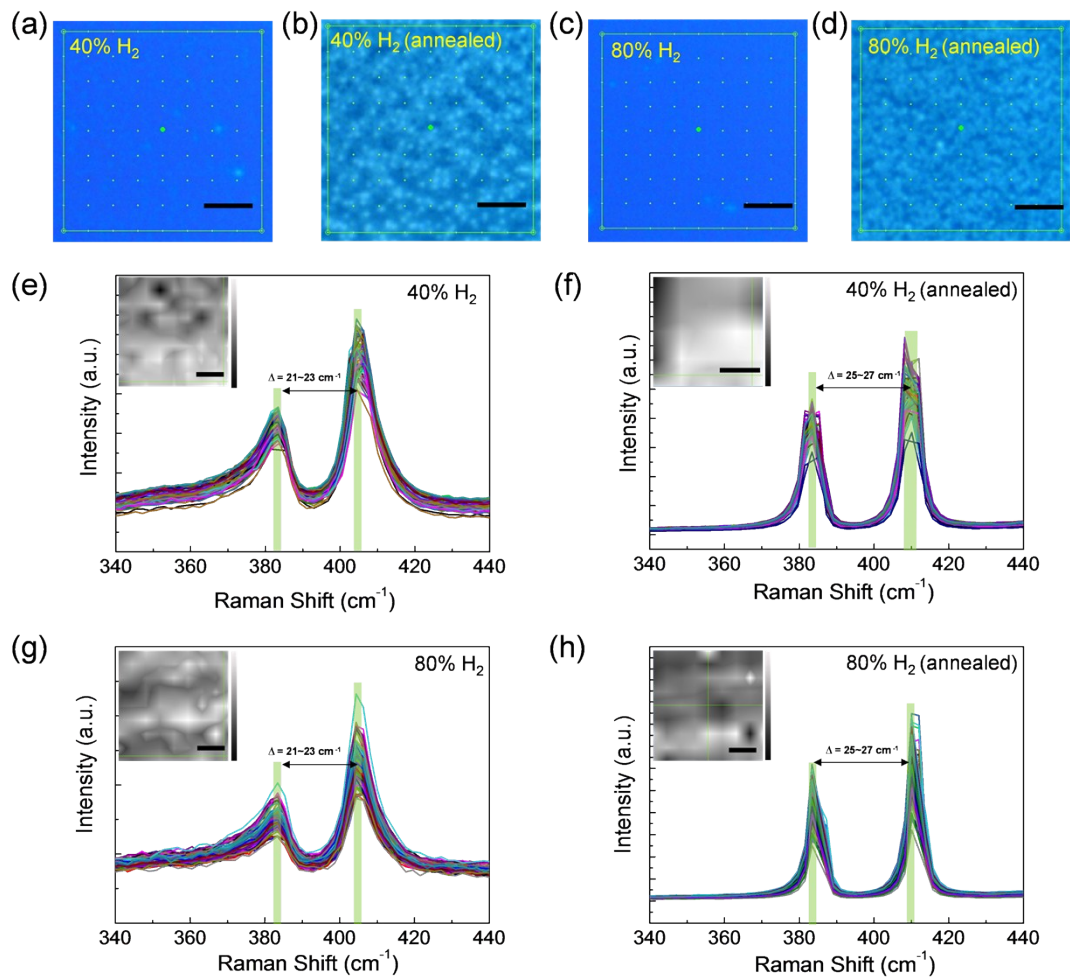 (a)
40% H₂
(b)
40% H₂ (annealed)
(c)
80% H₂
(d)
80% H₂ (annealed)
(e)
40% H₂
Δ = 21~23 cm⁻¹
Intensity (a.u.)
340 360 380 400 420 440
Raman Shift (cm⁻¹)
(f)
40% H₂ (annealed)
Δ = 25~27 cm⁻¹
Intensity (a.u.)
340 360 380 400 420 440
Raman Shift (cm⁻¹)
(g)
80% H₂
Δ = 21~23 cm⁻¹
Intensity (a.u.)
340 360 380 400 420 440
Raman Shift (cm⁻¹)
(h)
80% H₂ (annealed)
Δ = 25~27 cm⁻¹
Intensity (a.u.)
340 360 380 400 420 440
Raman Shift (cm⁻¹)